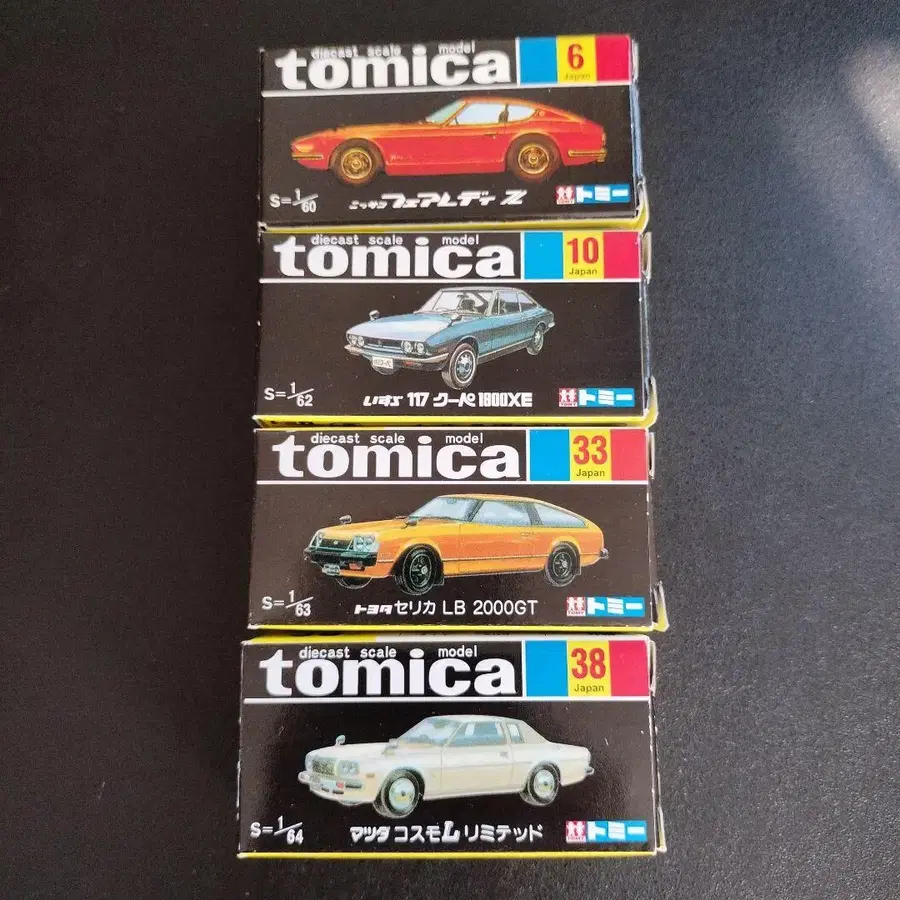 diecast scale model
tomica
6
Japan
S=1/60
ニッサン フェアレディ Z
TOMY トミー
diecast scale model
tomica
10
Japan
S=1/62
いすゞ 117 クーペ 1800XE
TOMY トミー
diecast scale model
tomica
33
Japan
S=1/63
トヨタ セリカ LB 2000GT
TOMY トミー
diecast scale model
tomica
38
Japan
S=1/64
マツダ コスモL リミテッド
TOMY トミー